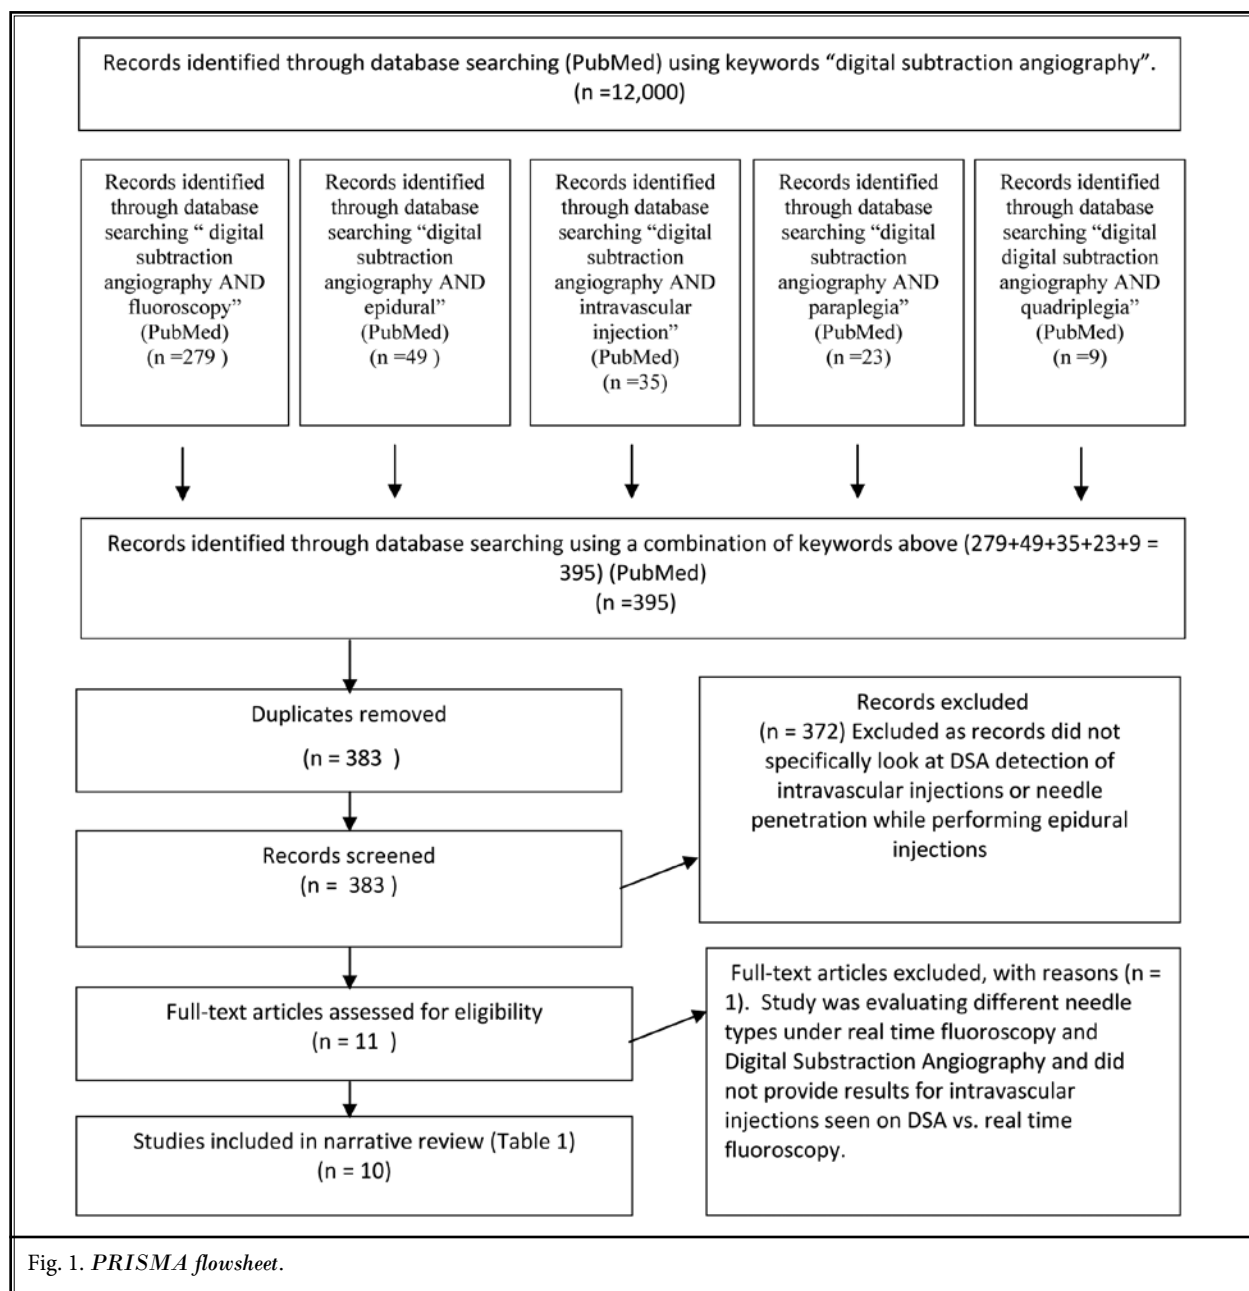 Records identified through database searching (PubMed) using keywords “digital subtraction angiography”.
(n =12,000)
Records identified
through database
searching “ digital
subtraction
angiography AND
fluoroscopy”
(PubMed)
(n =279 )
Records identified
through database
searching “digital
subtraction
angiography AND
epidural”
(PubMed)
(n =49 )
Records identified
through database
searching “digital
subtraction
angiography AND
intravascular
injection”
(PubMed)
(n =35)
Records identified
through database
searching “digital
subtraction
angiography AND
paraplegia”
(PubMed)
(n =23)
Records identified
through database
searching “digital
digital subtraction
angiography AND
quadriplegia”
(PubMed)
(n =9)
Records identified through database searching using a combination of keywords above (279+49+35+23+9 =
395) (PubMed)
(n =395)
Duplicates removed
(n = 383 )
Records excluded
(n = 372) Excluded as records did not
specifically look at DSA detection of
intravascular injections or needle
penetration while performing epidural
injections
Records screened
(n = 383 )
Full-text articles assessed for eligibility
(n = 11 )
Full-text articles excluded, with reasons (n =
1). Study was evaluating different needle
types under real time fluoroscopy and
Digital Substraction Angiography and did
not provide results for intravascular
injections seen on DSA vs. real time
fluoroscopy.
Studies included in narrative review (Table 1)
(n = 10)
Fig. 1. PRISMA flowsheet.